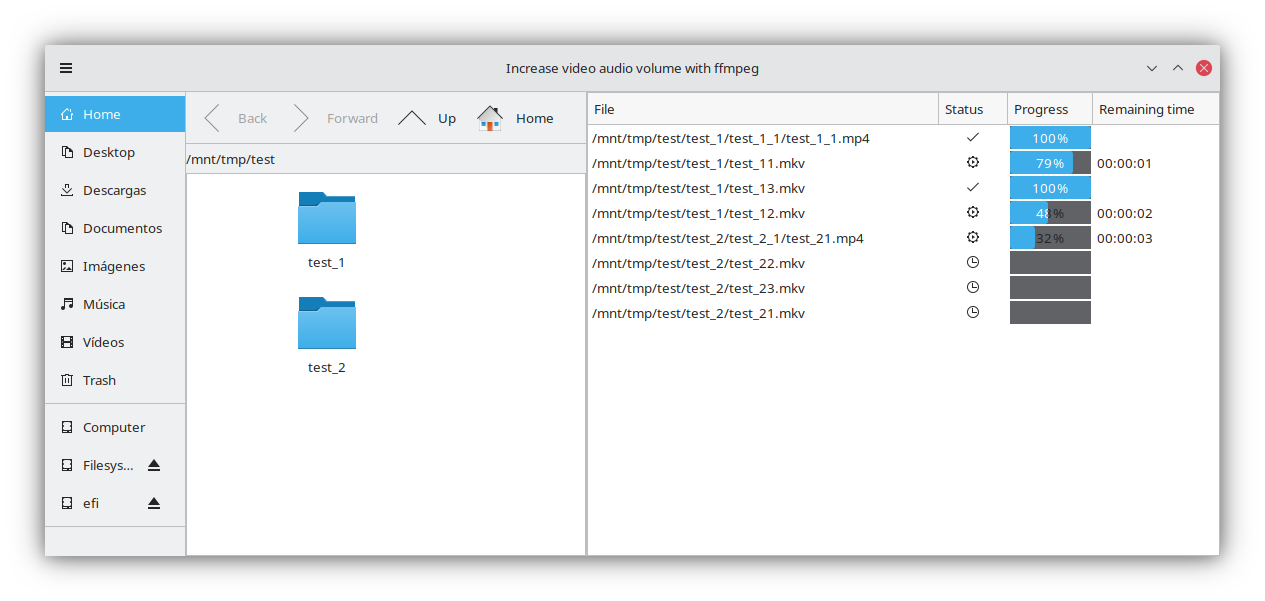 Increase video audio volume with ffmpeg
Home
Desktop
Descargas
Documentos
Imágenes
Música
Vídeos
Trash
Computer
Filesys...
efi
Back Forward Up Home
/mnt/tmp/test
test_1
test_2
File Status Progress Remaining time
/mnt/tmp/test/test_1/test_1_1/test_1_1.mp4 100%
/mnt/tmp/test/test_1/test_11.mkv 79% 00:00:01
/mnt/tmp/test/test_1/test_13.mkv 100%
/mnt/tmp/test/test_1/test_12.mkv 48% 00:00:02
/mnt/tmp/test/test_2/test_2_1/test_21.mp4 32% 00:00:03
/mnt/tmp/test/test_2/test_22.mkv
/mnt/tmp/test/test_2/test_23.mkv
/mnt/tmp/test/test_2/test_21.mkv